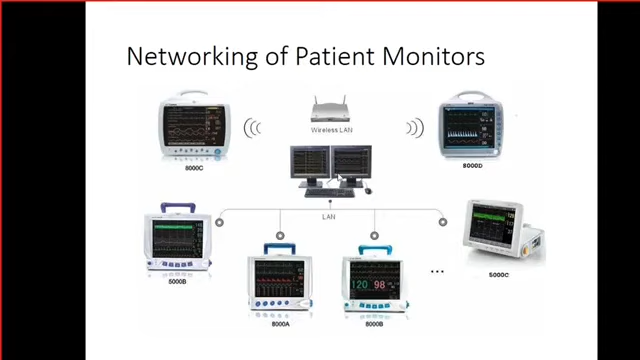 Networking of Patient Monitors
Wireless LAN
8000C
8000D
LAN
5000B
8000A
8000B
...
5000C
120 98